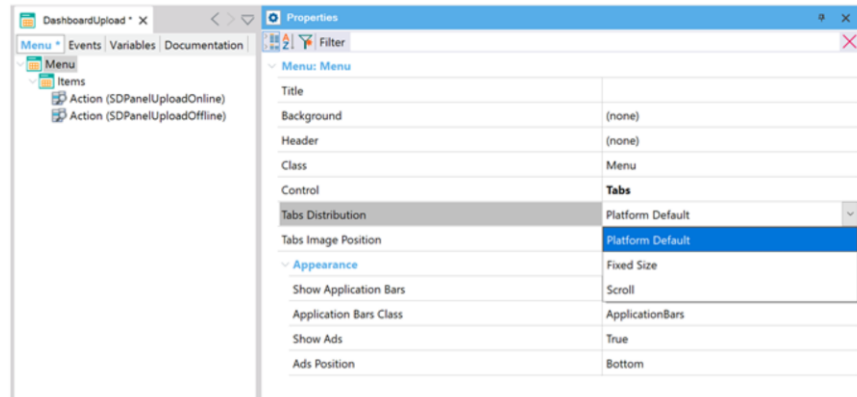 DashboardUpload *
Menu * Events Variables Documentation
Menu
Items
Action (SDPanelUploadOnline)
Action (SDPanelUploadOffline)
Properties
Filter
Menu: Menu
Title
Background (none)
Header (none)
Class Menu
Control Tabs
Tabs Distribution Platform Default
Tabs Image Position Platform Default
Fixed Size
Appearance
Show Application Bars Scroll
Application Bars Class ApplicationBars
Show Ads True
Ads Position Bottom